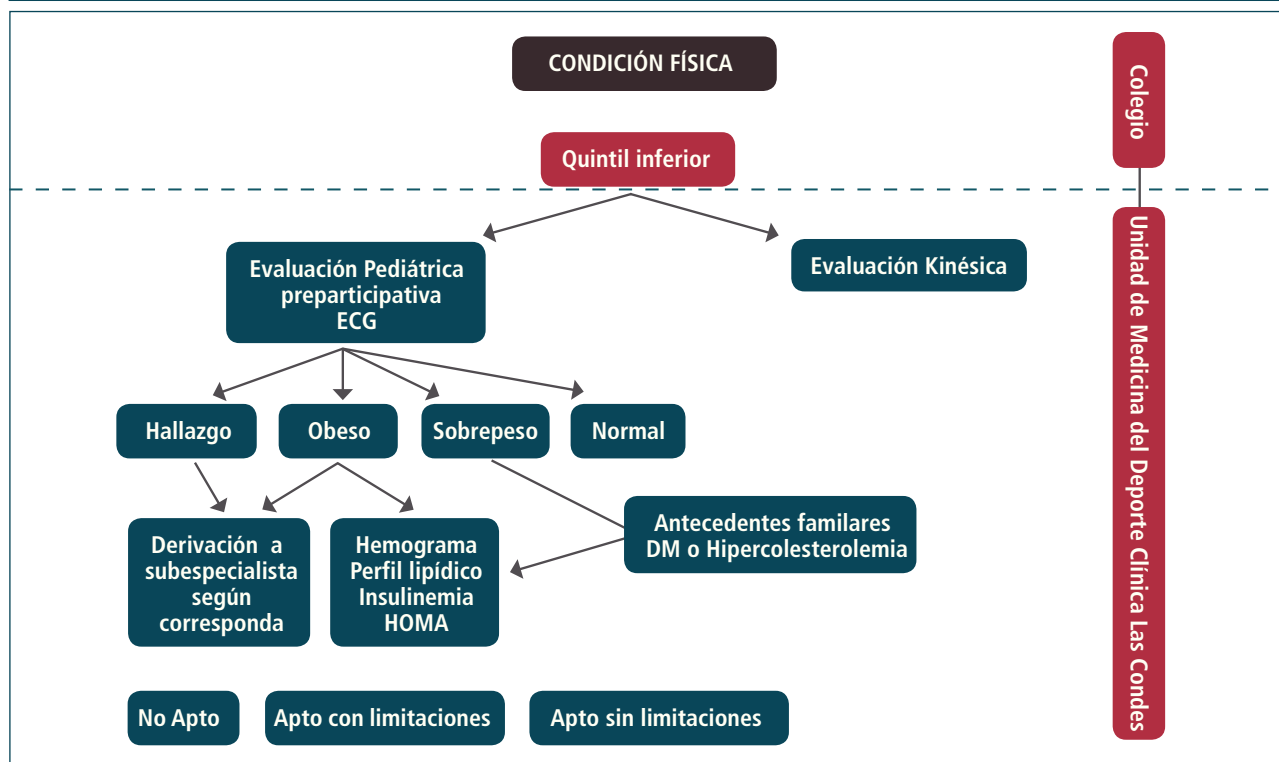 CONDICIÓN FÍSICA
Colegio
Quintil inferior
Evaluación Pediátrica
preparticipativa
ECG
Evaluación Kinésica
Unidad de Medicina del Deporte Clínica Las Condes
Hallazgo
Obeso
Sobrepeso
Normal
Derivación a
subespecialista
según
corresponda
Hemograma
Perfil lipídico
Insulinemia
HOMA
Antecedentes familares
DM o Hipercolesterolemia
No Apto
Apto con limitaciones
Apto sin limitaciones